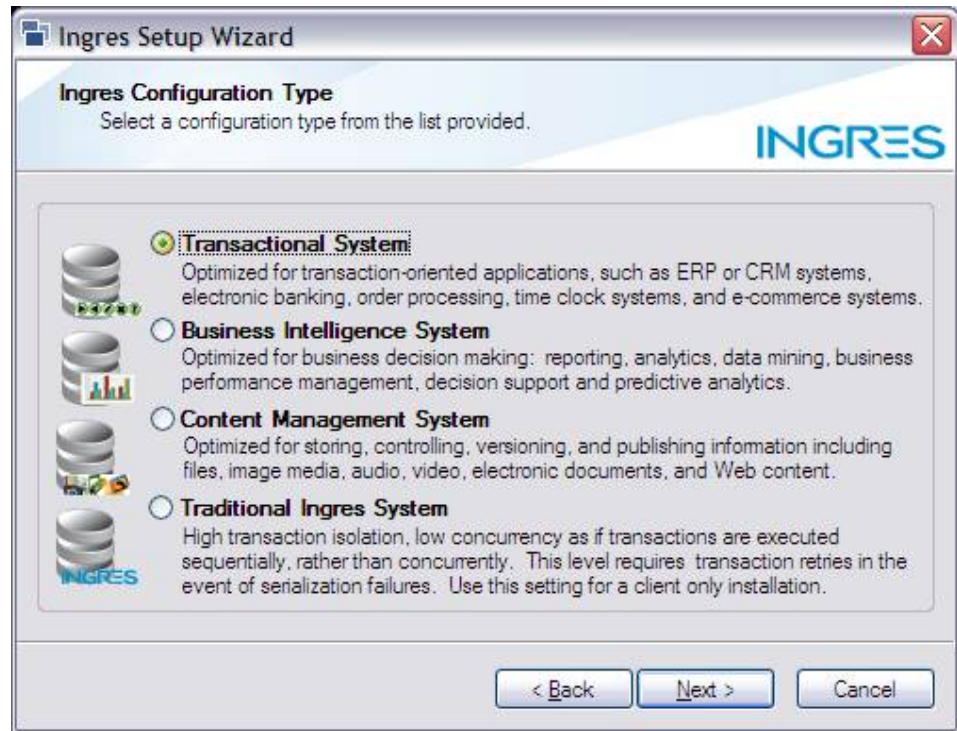 Ingres Setup Wizard
Ingres Configuration Type
Select a configuration type from the list provided.
INGRES
Transactional System
Optimized for transaction-oriented applications, such as ERP or CRM systems,
electronic banking, order processing, time clock systems, and e-commerce systems.
Business Intelligence System
Optimized for business decision making: reporting, analytics, data mining, business
performance management, decision support and predictive analytics.
Content Management System
Optimized for storing, controlling, versioning, and publishing information including
files, image media, audio, video, electronic documents, and Web content.
Traditional Ingres System
High transaction isolation, low concurrency as if transactions are executed
sequentially, rather than concurrently. This level requires transaction retries in the
event of serialization failures. Use this setting for a client only installation.
INGRES
< Back
Next >
Cancel